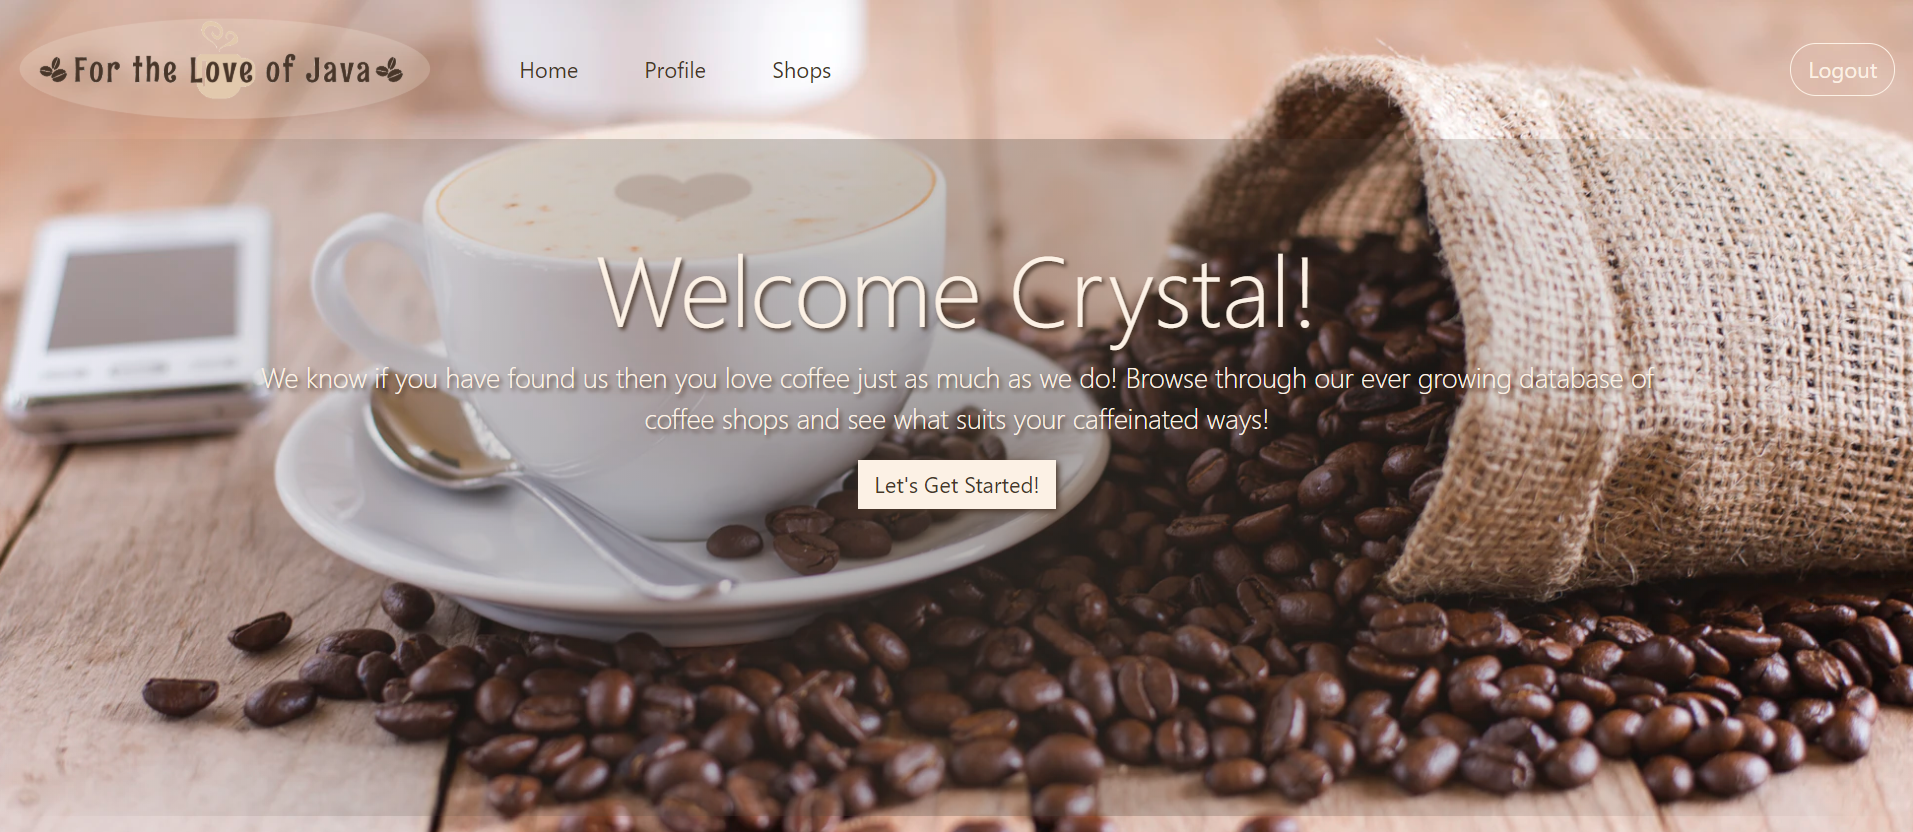 For the Love of Java
Home
Profile
Shops
Logout
Welcome Crystal!
We know if you have found us then you love coffee just as much as we do! Browse through our ever growing database of
coffee shops and see what suits your caffeinated ways!
Let's Get Started!